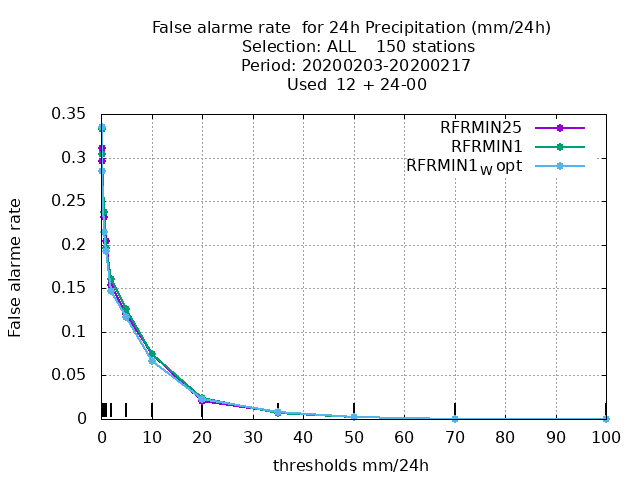 False alarme rate  for 24h Precipitation (mm/24h)
Selection: ALL    150 stations
Period: 20200203-20200217
Used  12 + 24-00
RFRMIN25
RFRMIN1
RFRMIN1W opt
False alarme rate
0.35
0.3
0.25
0.2
0.15
0.1
0.05
0
0 10 20 30 40 50 60 70 80 90 100
thresholds mm/24h